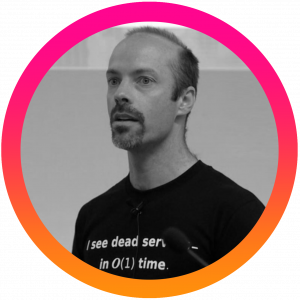 I see dead
in O(1) time.